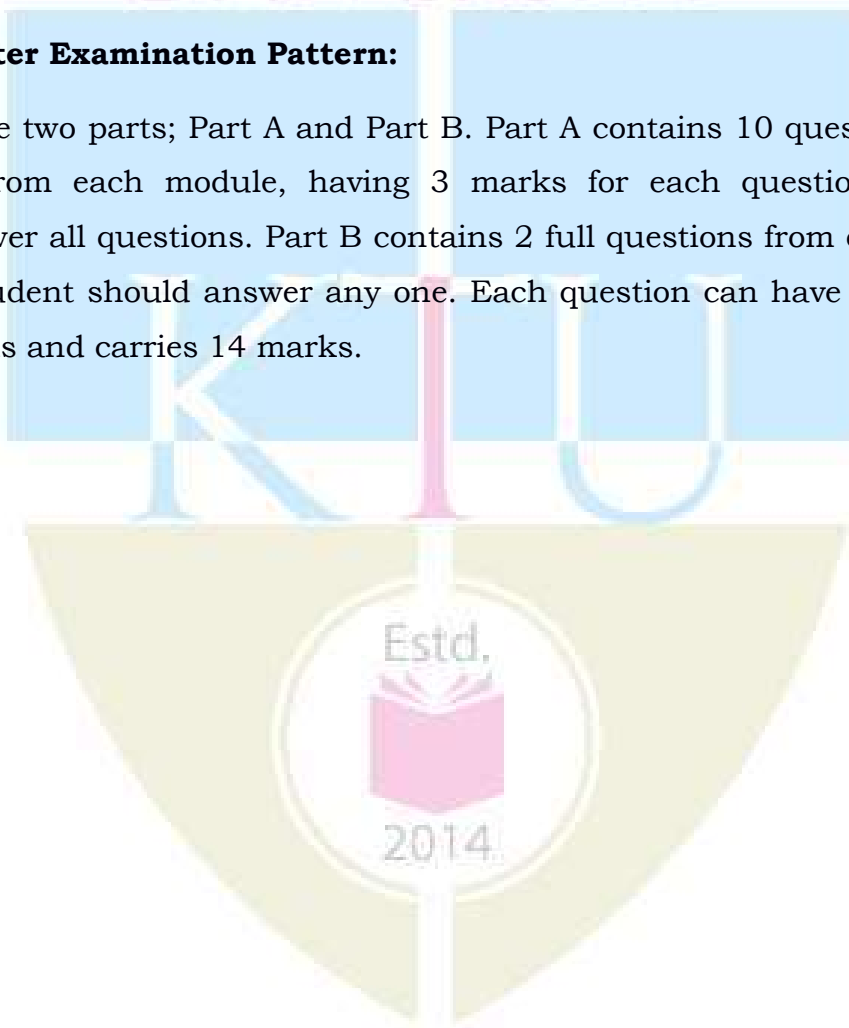 ter Examination Pattern:
e two parts; Part A and Part B. Part A contains 10 ques
rom each module, having 3 marks for each questio
ver all questions. Part B contains 2 full questions from
udent should answer any one. Each question can have
s and carries 14 marks.
KTU
Estd.
2014